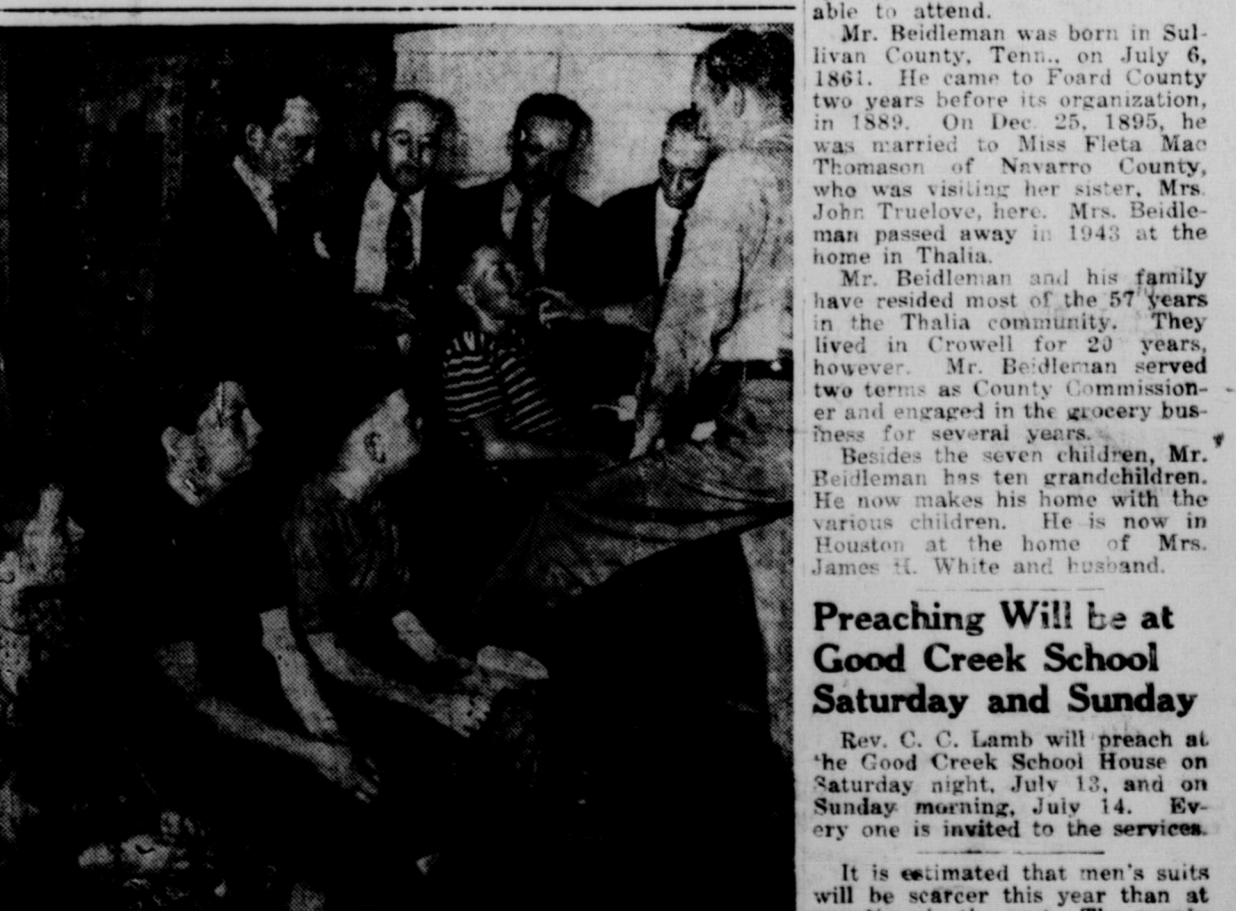 able to attend.
Mr. Beidleman was born in Sul-
livan County, Tenn., on July 6,
1861. He came to Foard County
two years before its organization,
in 1889. On Dec. 25, 1895, he
was married to Miss Fleta Mae
Thomason of Navarro County,
who was visiting her sister, Mrs.
John Truelove, here. Mrs. Beidle-
man passed away in 1943 at the
home in Thalia.
Mr. Beidleman and his family
have resided most of the 57 years
in the Thalia community. They
lived in Crowell for 20 years,
however. Mr. Beidleman served
two terms as County Commission-
er and engaged in the grocery bus-
iness for several years.
Besides the seven children, Mr.
Beidleman has ten grandchildren.
He now makes his home with the
various children. He is now in
Houston at the home of Mrs.
James H. White and husband.
Preaching Will be at
Good Creek School
Saturday and Sunday
Rev. C. C. Lamb will preach at
the Good Creek School House on
Saturday night, July 13, and on
Sunday morning, July 14. Ev-
ery one is invited to the services.
It is estimated that men's suits
will be scarcer this year than at